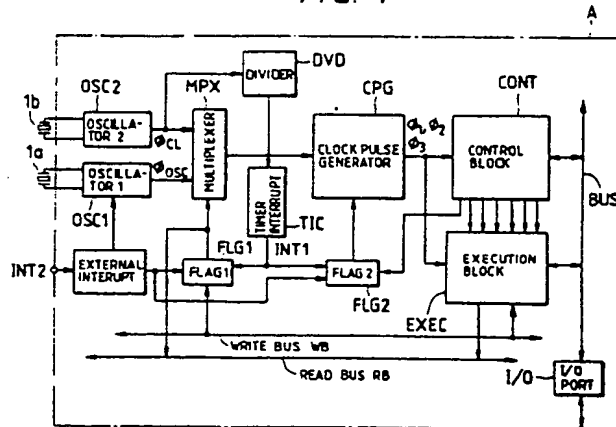 A
OSC2
MPX
DVD
CPG
CONT
DIVIDER
1b
OSCILLA-
TOR 2
ϕCL
MULTIPLEXER
CLOCK PULSE
GENERATOR
ϕ1 ϕ2
ϕ3
CONTROL
BLOCK
1a
OSCILLA-
TOR 1
ϕOSC
OSC1
TIMER
INTERRUPT
TIC
BUS
FLG1
INT1
INT2
EXTERNAL
INTERUPT
FLAG1
FLAG 2
FLG2
EXECUTION
BLOCK
EXEC
WRITE BUS WB
READ BUS RB
I/O
I/O
PORT